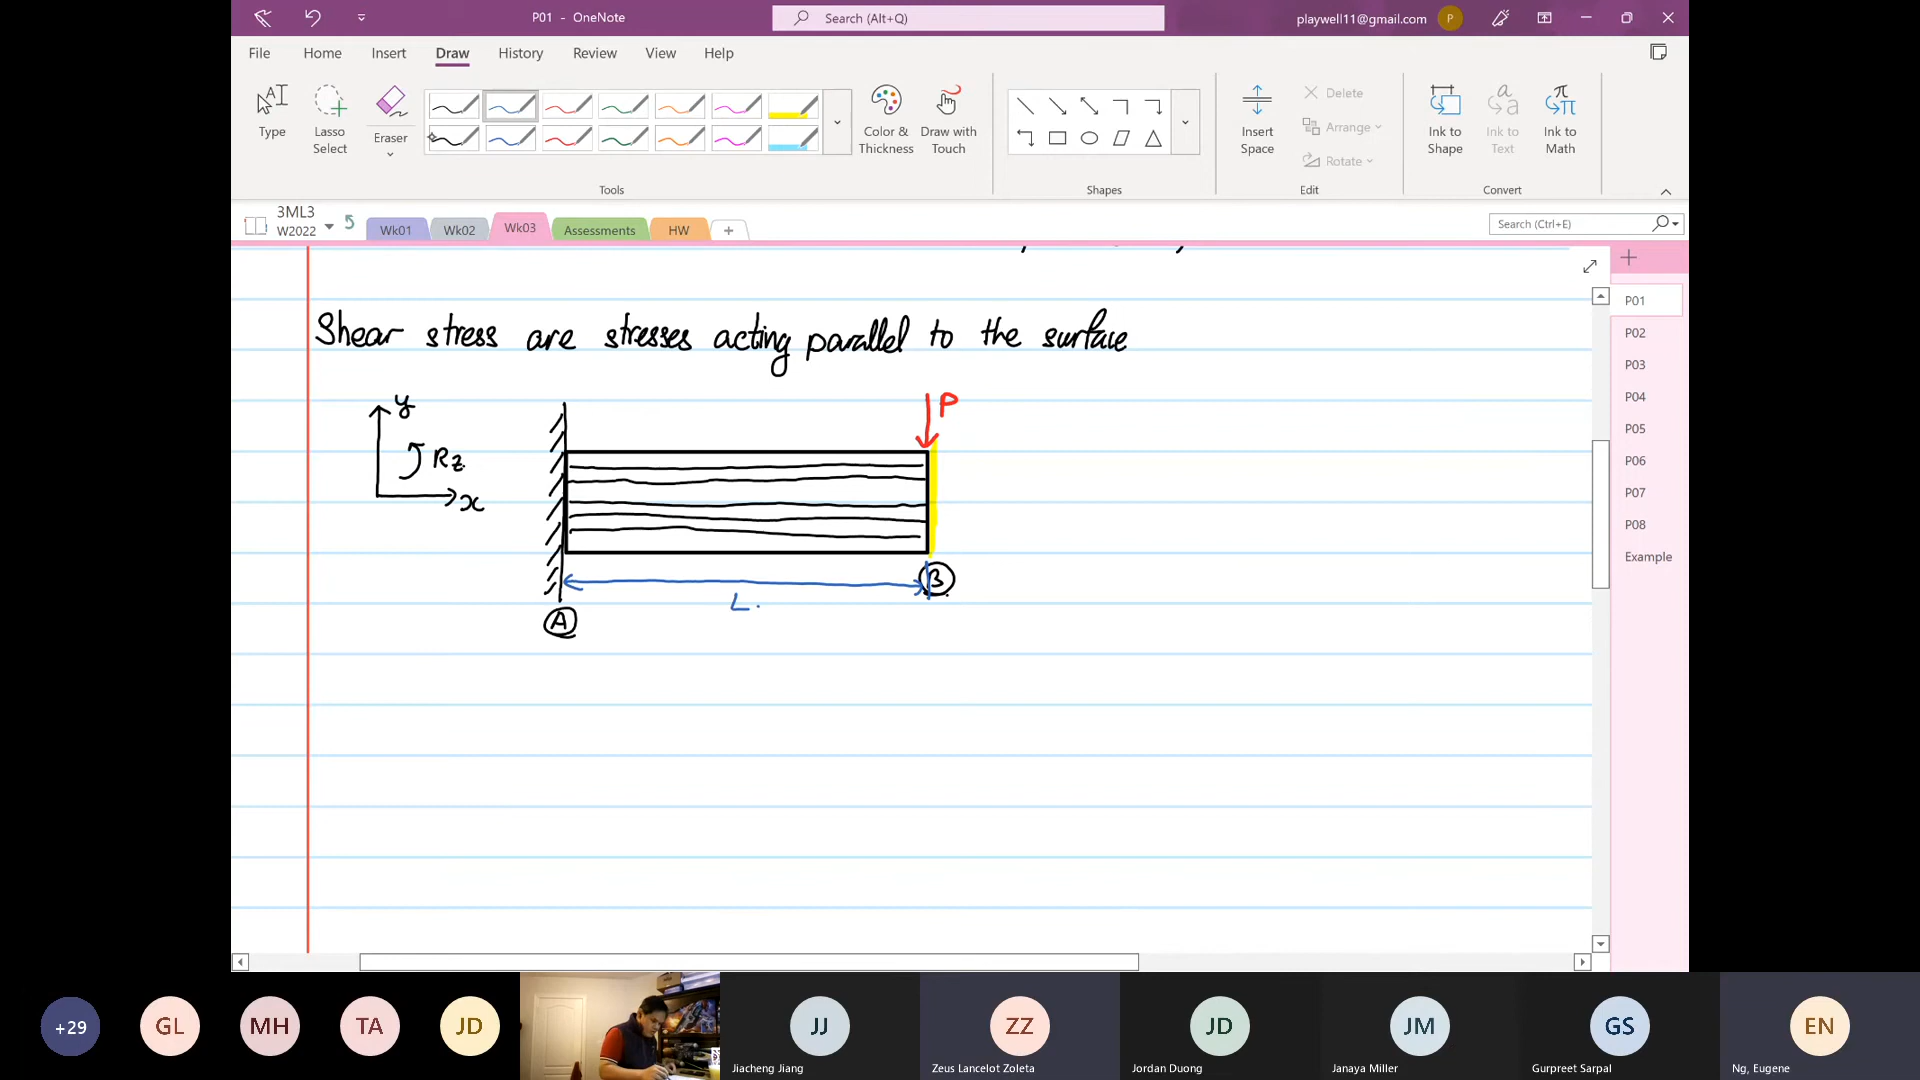 P01 - OneNote
Search (Alt+Q)
playwell11@gmail.com
P
File Home Insert Draw History Review View Help
Type
Lasso Select
Eraser
Color & Thickness
Draw with Touch
Insert Space
Delete
Arrange
Rotate
Ink to Shape
Ink to Text
Ink to Math
Tools
Shapes
Edit
Convert
3ML3 W2022
Wk01
Wk02
Wk03
Assessments
HW
Search (Ctrl+E)
P01
P02
P03
P04
P05
P06
P07
P08
Example
Shear stress are stresses acting parallel to the surface
y
Rz
x
P
L.
A
B
+29
GL
MH
TA
JD
JJ
Jiacheng Jiang
ZZ
Zeus Lancelot Zoleta
JD
Jordan Duong
JM
Janaya Miller
GS
Gurpreet Sarpal
EN
Ng, Eugene